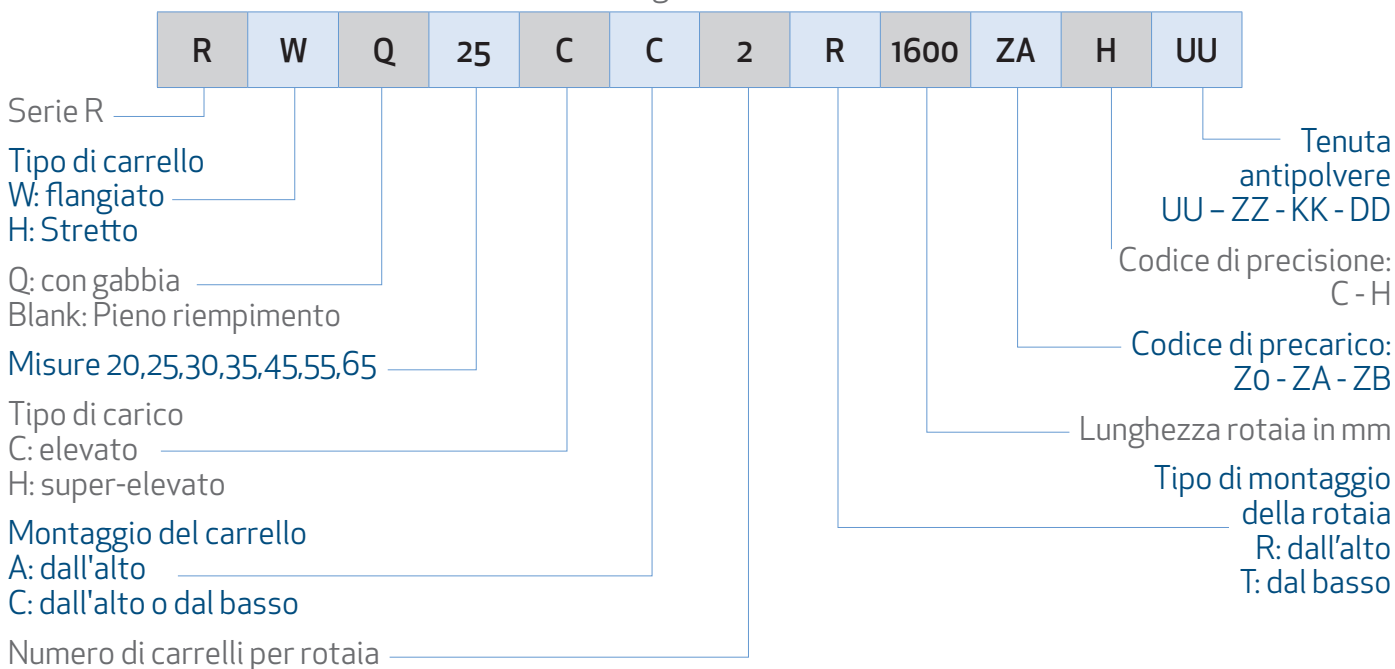 R W Q 25 C C 2 R 1600 ZA H UU
Serie R
Tipo di carrello
W: flangiato
H: Stretto
Q: con gabbia
Blank: Pieno riempimento
Misure 20,25,30,35,45,55,65
Tipo di carico
C: elevato
H: super-elevato
Montaggio del carrello
A: dall'alto
C: dall'alto o dal basso
Numero di carrelli per rotaia
Tenuta
antipolvere
UU – ZZ - KK - DD
Codice di precisione:
C - H
Codice di precarico:
Z0 - ZA - ZB
Lunghezza rotaia in mm
Tipo di montaggio
della rotaia
R: dall’alto
T: dal basso